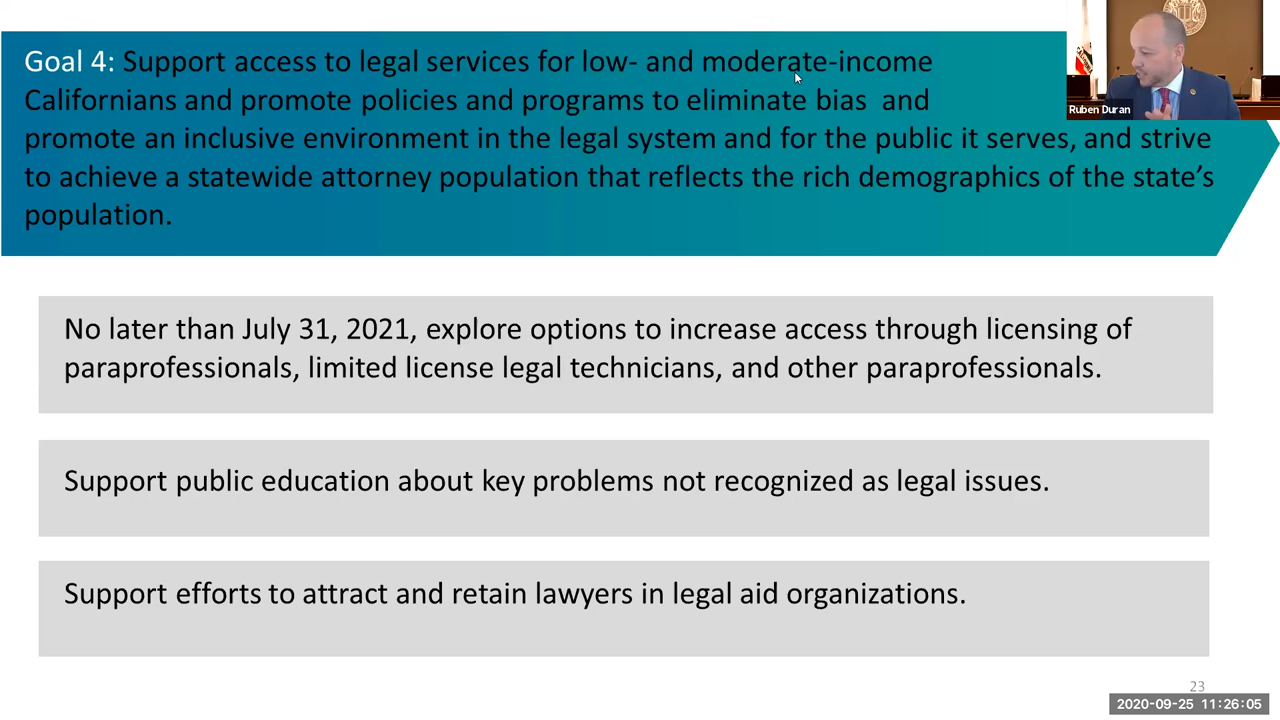 Goal 4: Support access to legal services for low- and moderate-income
Californians and promote policies and programs to eliminate bias and
promote an inclusive environment in the legal system and for the public it serves, and strive
to achieve a statewide attorney population that reflects the rich demographics of the state’s
population.
Ruben Duran
No later than July 31, 2021, explore options to increase access through licensing of
paraprofessionals, limited license legal technicians, and other paraprofessionals.
Support public education about key problems not recognized as legal issues.
Support efforts to attract and retain lawyers in legal aid organizations.
23
2020-09-25 11:26:05